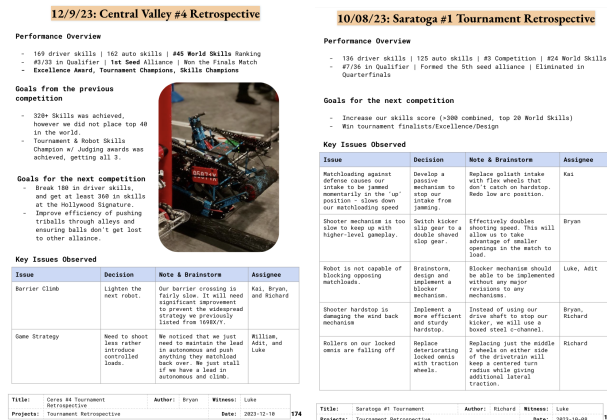 12/9/23: Central Valley #4 Retrospective
Performance Overview
- 169 driver skills | 162 auto skills | #45 World Skills Ranking
- #3/33 in Qualifier | 1st Seed Alliance | Won the Finals Match
- Excellence Award, Tournament Champions, Skills Champions
Goals from the previous
competition
- 320+ Skills was achieved,
however we did not place top 40
in the world.
- Tournament & Robot Skills
Champion w/ Judging awards was
achieved, getting all 3.
Goals for the next competition
- Break 180 in driver skills,
and get at least 360 in skills
at the Hollywood Signature.
- Improve efficiency of pushing
triballs through alleys and
ensuring balls don't get lost
to other allaince.
Key Issues Observed
Issue Decision Note & Brainstorm Assignee
Barrier Climb
Lighten the
next robot.
Our barrier crossing is
fairly slow. It will need
significant improvement
to prevent the widespread
strategy we previously
listed from 1698X/Y.
Kai, Bryan,
and Richard
Game Strategy
Need to shoot
less rather
introduce
controlled
loads.
We noticed that we just
need to maintain the lead
in autonomous and push
anything they matchload
back over. We just stall
if we have a lead in
autonomous and climb.
William,
Adit, and
Luke
Title: Ceres #4 Tournament
Retrospective
Author: Bryan Witness: Luke
Projects: Tournament Retrospective Date: 2023-12-10 174
10/08/23: Saratoga #1 Tournament Retrospective
Performance Overview
- 136 driver skills | 125 auto skills | #3 Competition | #24 World Skills
- #7/36 in Qualifier | Formed the 5th seed alliance | Eliminated in
Quarterfinals
Goals for the next competition
- Increase our skills score (>300 combined, top 20 World Skills)
- Win tournament finalists/Excellence/Design
Key Issues Observed
Issue Decision Note & Brainstorm Assignee
Matchloading against
defense causes our
intake to be jammed
momentarily in the 'up'
position - slows down
our matchloading speed
Develop a
passive
mechanism to
stop our
intake from
jamming.
Replace goliath intake
with flex wheels that
don't catch on hardstop.
Redo low arc position.
Kai
Shooter mechanism is too
slow to keep up with
higher-level gameplay.
Switch kicker
slip gear to a
double shaved
slop gear.
Effectively doubles
shooting speed. This will
allow us to take
advantage of smaller
openings in the match to
load.
Bryan
Robot is not capable of
blocking opposing
matchloads.
Brainstorm,
design and
implement a
blocker
mechanism.
Blocker mechanism should
be able to be implemented
without any major
revisions to any
mechanisms.
Luke, Adit
Shooter hardstop is
damaging the wind back
mechanism
Implement a
more efficient
and sturdy
hardstop.
Instead of using our
drive shaft to stop our
kicker, we will use a
boxed steel c-channel.
Bryan,
Richard
Rollers on our locked
omnis are falling off
Replace
deteriorating
locked omnis
with traction
wheels.
Replacing just the middle
2 wheels on either side
of the drivetrain will
keep a centered turn
radius while giving
additional lateral
traction.
Richard
Title: Saratoga #1 Tournament Author: Richard Witness: Luke
Projects: Tournament Retrospective Date: 2023-10-08